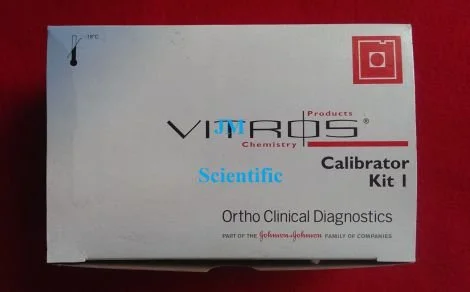 -18°C
Products
VITROS®
JM
Chemistry
Calibrator
Scientific
Kit 1
Ortho Clinical Diagnostics
PART OF THE Johnson & Johnson FAMILY OF COMPANIES